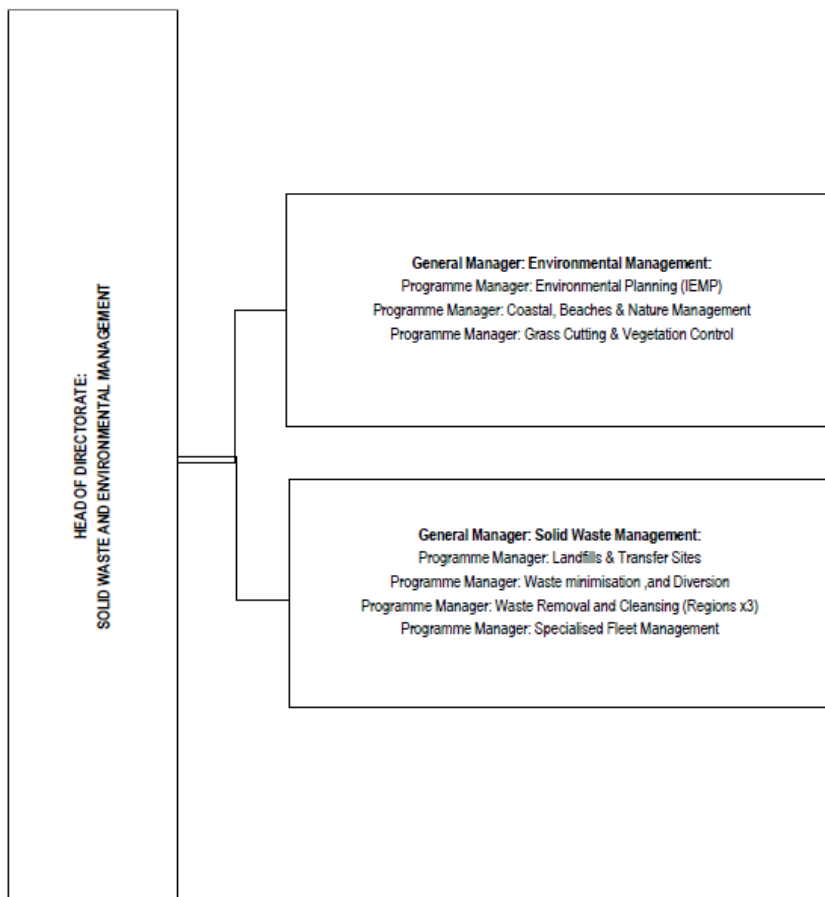 HEAD OF DIRECTORATE:
SOLID WASTE AND ENVIRONMENTAL MANAGEMENT
General Manager: Environmental Management:
Programme Manager: Environmental Planning (IEMP)
Programme Manager: Coastal, Beaches & Nature Management
Programme Manager: Grass Cutting & Vegetation Control
General Manager: Solid Waste Management:
Programme Manager: Landfills & Transfer Sites
Programme Manager: Waste minimisation ,and Diversion
Programme Manager: Waste Removal and Cleansing (Regions x3)
Programme Manager: Specialised Fleet Management